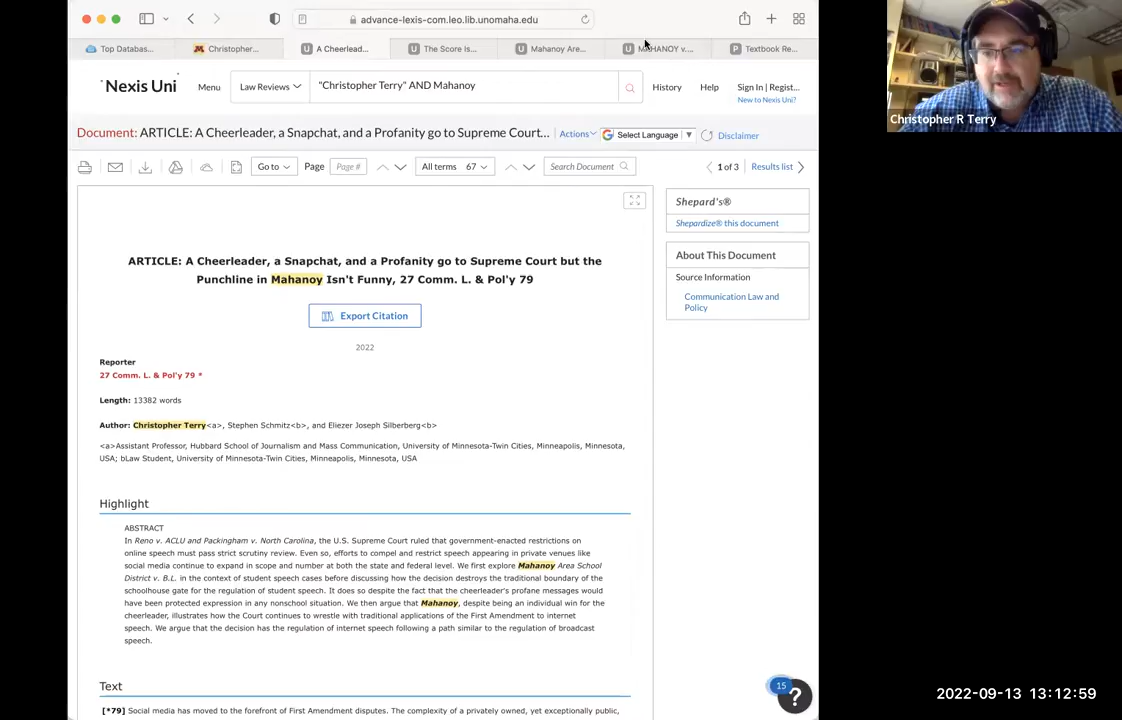 advance-lexis-com.leo.lib.unomaha.edu
Top Databas...
Christopher...
A Cheerlead...
The Score Is...
Mahanoy Are...
MAHANOY v....
Textbook Re...
Nexis Uni
Menu
Law Reviews
"Christopher Terry" AND Mahanoy
History
Help
Sign In | Regist...
New to Nexis Uni?
Document: ARTICLE: A Cheerleader, a Snapchat, and a Profanity go to Supreme Court...
Actions
G Select Language ▼
Disclaimer
Go to
Page
Page #
All terms 67
Search Document
1 of 3
Results list
ARTICLE: A Cheerleader, a Snapchat, and a Profanity go to Supreme Court but the
Punchline in Mahanoy Isn't Funny, 27 Comm. L. & Pol'y 79
Export Citation
2022
Reporter
27 Comm. L. & Pol'y 79 *
Length: 13382 words
Author: Christopher Terry<a>, Stephen Schmitz<b>, and Eliezer Joseph Silberberg<b>
<a>Assistant Professor, Hubbard School of Journalism and Mass Communication, University of Minnesota-Twin Cities, Minneapolis, Minnesota,
USA; bLaw Student, University of Minnesota-Twin Cities, Minneapolis, Minnesota, USA
Highlight
ABSTRACT
In Reno v. ACLU and Packingham v. North Carolina, the U.S. Supreme Court ruled that government-enacted restrictions on
online speech must pass strict scrutiny review. Even so, efforts to compel and restrict speech appearing in private venues like
social media continue to expand in scope and number at both the state and federal level. We first explore Mahanoy Area School
District v. B.L. in the context of student speech cases before discussing how the decision destroys the traditional boundary of the
schoolhouse gate for the regulation of student speech. It does so despite the fact that the cheerleader's profane messages would
have been protected expression in any nonschool situation. We then argue that Mahanoy, despite being an individual win for the
cheerleader, illustrates how the Court continues to wrestle with traditional applications of the First Amendment to internet
speech. We argue that the decision has the regulation of internet speech following a path similar to the regulation of broadcast
speech.
Text
[*79] Social media has moved to the forefront of First Amendment disputes. The complexity of a privately owned, yet exceptionally public,
Shepard's®
Shepardize® this document
About This Document
Source Information
Communication Law and
Policy
15
?
Christopher R Terry
2022-09-13 13:12:59